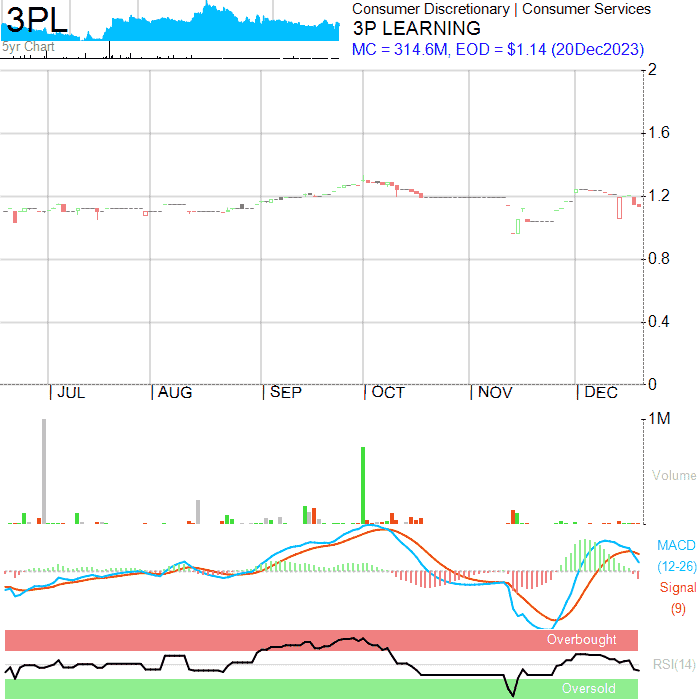 3PL
5yr Chart
Consumer Discretionary | Consumer Services
3P LEARNING
MC = 314.6M, EOD = $1.14 (20Dec2023)
2
1.6
1.2
0.8
0.4
0
JUL AUG SEP OCT NOV DEC
1M
Volume
MACD
(12-26)
Signal
(9)
Overbought
RSI(14)
Oversold